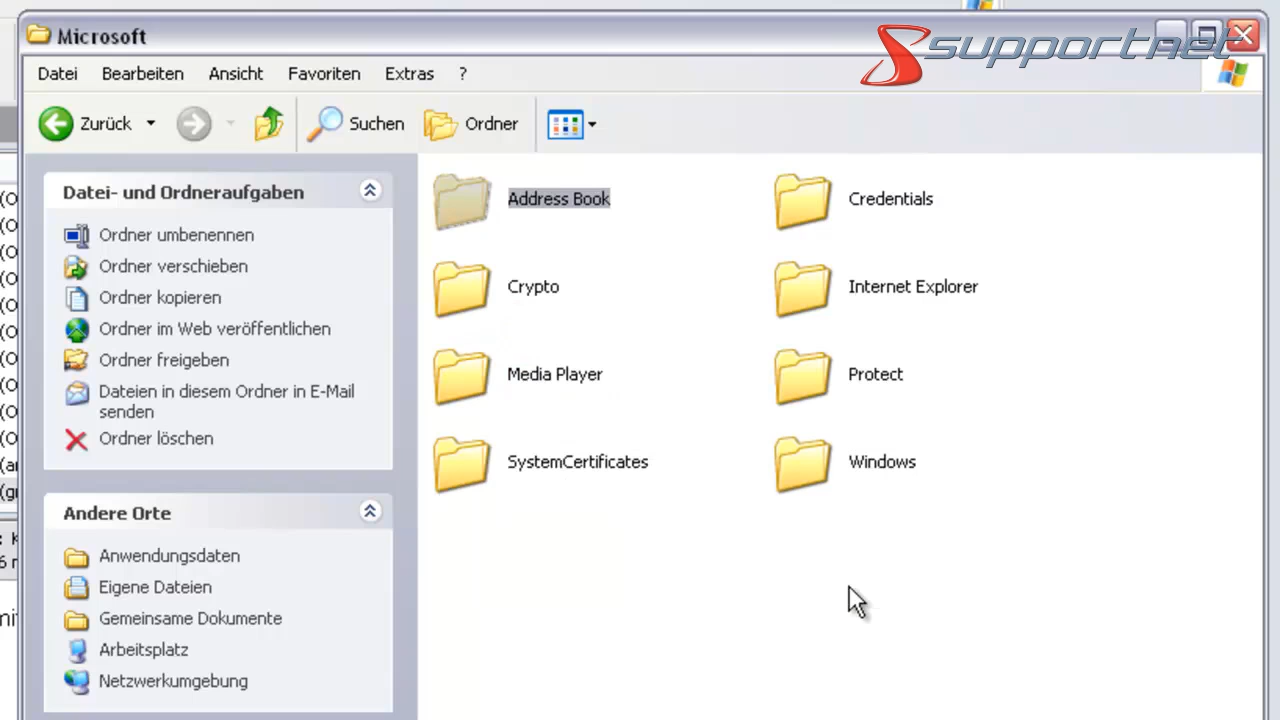 Microsoft
supportnet
Datei Bearbeiten Ansicht Favoriten Extras ?
Zurück Suchen Ordner
Datei- und Ordneraufgaben
Ordner umbenennen
Ordner verschieben
Ordner kopieren
Ordner im Web veröffentlichen
Ordner freigeben
Dateien in diesem Ordner in E-Mail
senden
Ordner löschen
Andere Orte
Anwendungsdaten
Eigene Dateien
Gemeinsame Dokumente
Arbeitsplatz
Netzwerkumgebung
Address Book Credentials
Crypto Internet Explorer
Media Player Protect
SystemCertificates Windows